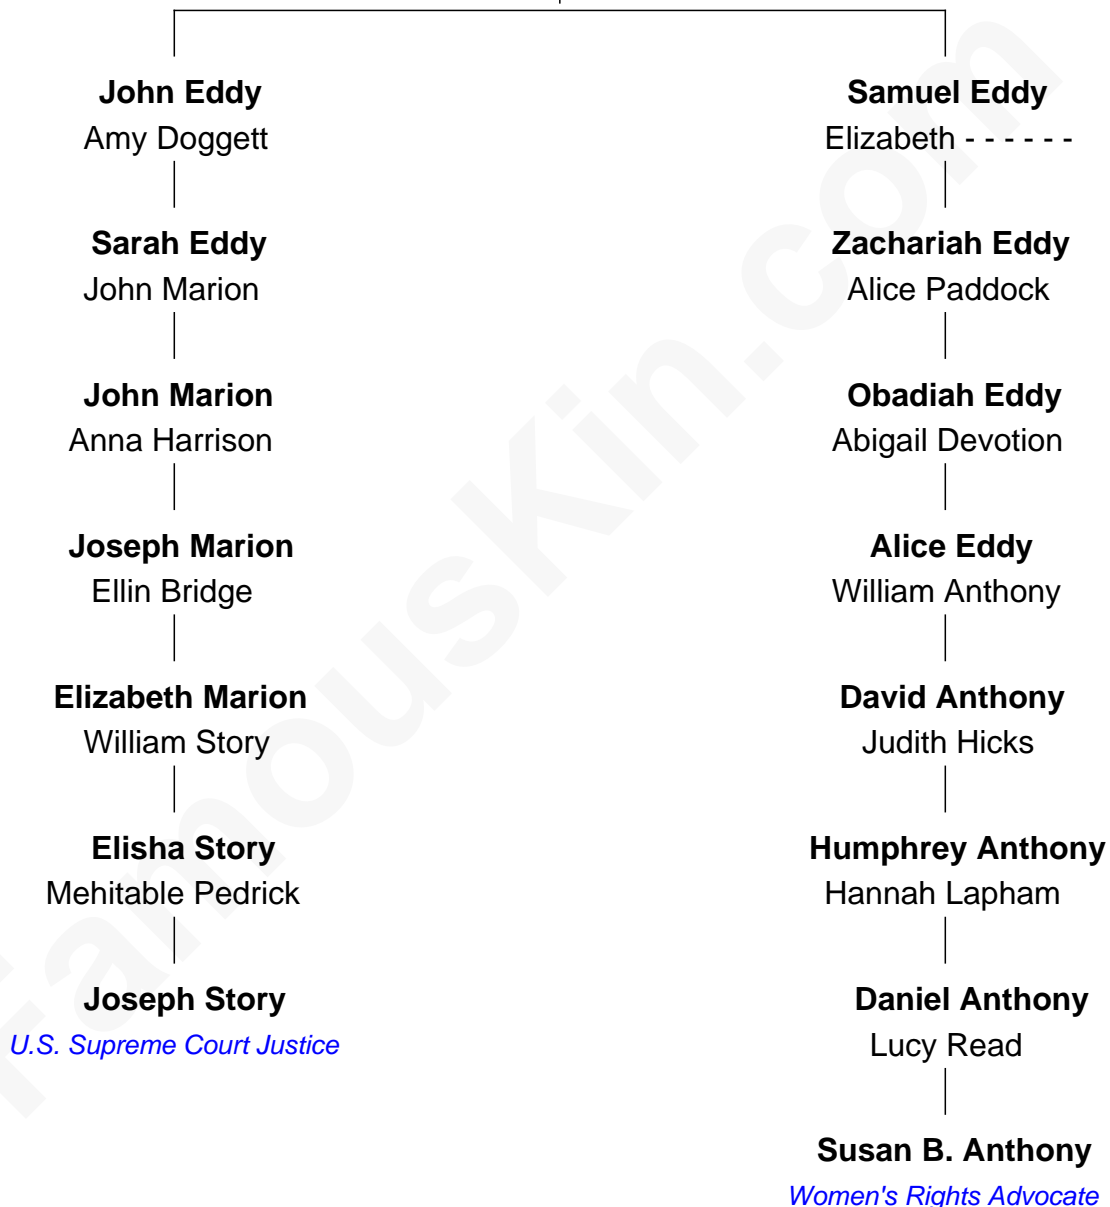 John Eddy
Amy Doggett
Sarah Eddy
John Marion
John Marion
Anna Harrison
Joseph Marion
Ellin Bridge
Elizabeth Marion
William Story
Elisha Story
Mehitable Pedrick
Joseph Story
U.S. Supreme Court Justice
Samuel Eddy
Elizabeth - - - - - -
Zachariah Eddy
Alice Paddock
Obadiah Eddy
Abigail Devotion
Alice Eddy
William Anthony
David Anthony
Judith Hicks
Humphrey Anthony
Hannah Lapham
Daniel Anthony
Lucy Read
Susan B. Anthony
Women's Rights Advocate
FamousKin.com